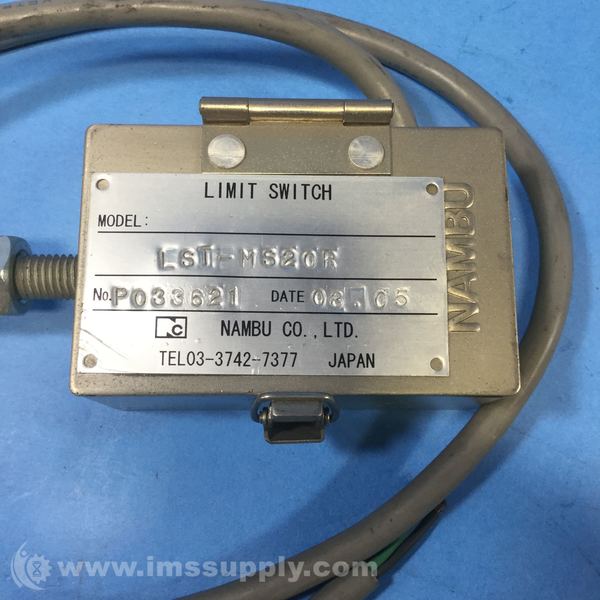 LIMIT SWITCH
MODEL:
LST-MS20R
No. P033621 DATE 08.05
NAMBU CO.,LTD.
TEL03-3742-7377 JAPAN
NAMBU
www.imssupply.com